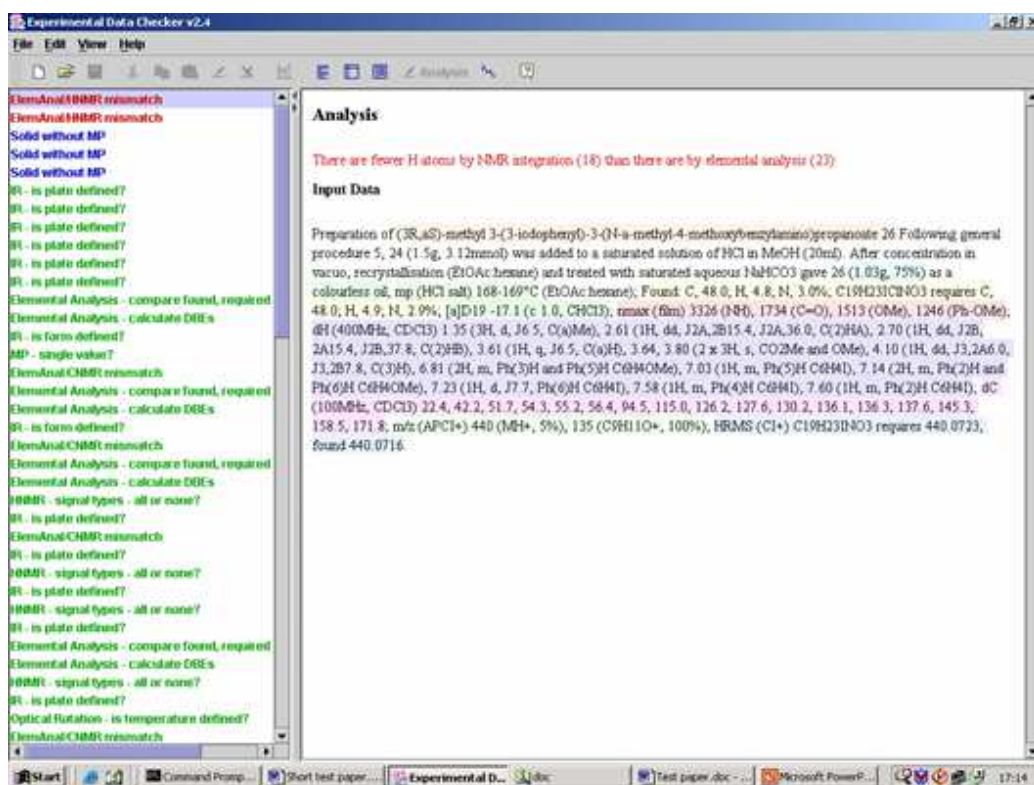 Experimental Data Checker v2.4
File Edit View Help
Analysis
ElemAnal/HNMR mismatch
ElemAnal/HNMR mismatch
Solid without MP
Solid without MP
Solid without MP
IR - is plate defined?
IR - is plate defined?
IR - is plate defined?
IR - is plate defined?
IR - is plate defined?
IR - is plate defined?
Elemental Analysis - compare found, required
Elemental Analysis - calculate DBEs
IR - is form defined?
MP - single value?
ElemAnal/CNMR mismatch
Elemental Analysis - compare found, required
Elemental Analysis - calculate DBEs
IR - is form defined?
ElemAnal/CNMR mismatch
Elemental Analysis - compare found, required
Elemental Analysis - calculate DBEs
HNMR - signal types - all or none?
IR - is plate defined?
ElemAnal/CNMR mismatch
IR - is plate defined?
HNMR - signal types - all or none?
IR - is plate defined?
HNMR - signal types - all or none?
IR - is plate defined?
Elemental Analysis - compare found, required
Elemental Analysis - calculate DBEs
HNMR - signal types - all or none?
IR - is plate defined?
Optical Rotation - is temperature defined?
ElemAnal/CNMR mismatch
Analysis
There are fewer H atoms by NMR integration (18) than there are by elemental analysis (23)
Input Data
Preparation of (3R,aS)-methyl 3-(3-iodophenyl)-3-(N-a-methyl-4-methoxybenzylamino)propanoate 26 Following general
procedure 5, 24 (1.5g, 3.12mmol) was added to a saturated solution of HCl in MeOH (20ml). After concentration in
vacuo, recrystallisation (EtOAc:hexane) and treated with saturated aqueous NaHCO3 gave 26 (1.03g, 75%) as a
colourless oil, mp (HCl salt) 168-169°C (EtOAc:hexane); Found: C, 48.0, H, 4.8, N, 3.0%, C19H23ICINO3 requires C,
48.0, H, 4.9, N, 2.9%; [a]D19 -17.1 (c 1.0, CHCl3); nmax (film) 3326 (NH), 1734 (C=O), 1513 (OMe), 1246 (Ph-OMe);
dH (400MHz, CDCl3) 1.35 (3H, d, J6.5, C(a)Me), 2.61 (1H, dd, J2A,2B15.4, J2A,36.0, C(2)HA), 2.70 (1H, dd, J2B,
2A15.4, J2B,37.8, C(2)HB), 3.61 (1H, q, J6.5, C(a)H), 3.64, 3.80 (2 x 3H, s, CO2Me and OMe), 4.10 (1H, dd, J3,2A6.0,
J3,2B7.8, C(3)H), 6.81 (2H, m, Ph(3)H and Ph(5)H C6H4OMe), 7.03 (1H, m, Ph(5)H C6H4I), 7.14 (2H, m, Ph(2)H and
Ph(6)H C6H4OMe), 7.23 (1H, d, J7.7, Ph(6)H C6H4I), 7.58 (1H, m, Ph(4)H C6H4I), 7.60 (1H, m, Ph(2)H C6H4I), dC
(100MHz, CDCl3) 22.4, 42.2, 51.7, 54.3, 55.2, 56.4, 94.5, 115.0, 126.2, 127.6, 130.2, 136.1, 136.3, 137.6, 145.3,
158.5, 171.8; m/z (APCI+) 440 (MH+, 5%), 135 (C9H11O+, 100%); HRMS (CI+) C19H23INO3 requires 440.0723,
found 440.0716.
Start Command Promp... Short test paper.... Experimental D... doc Test paper.doc - ... Microsoft PowerP... 17:14